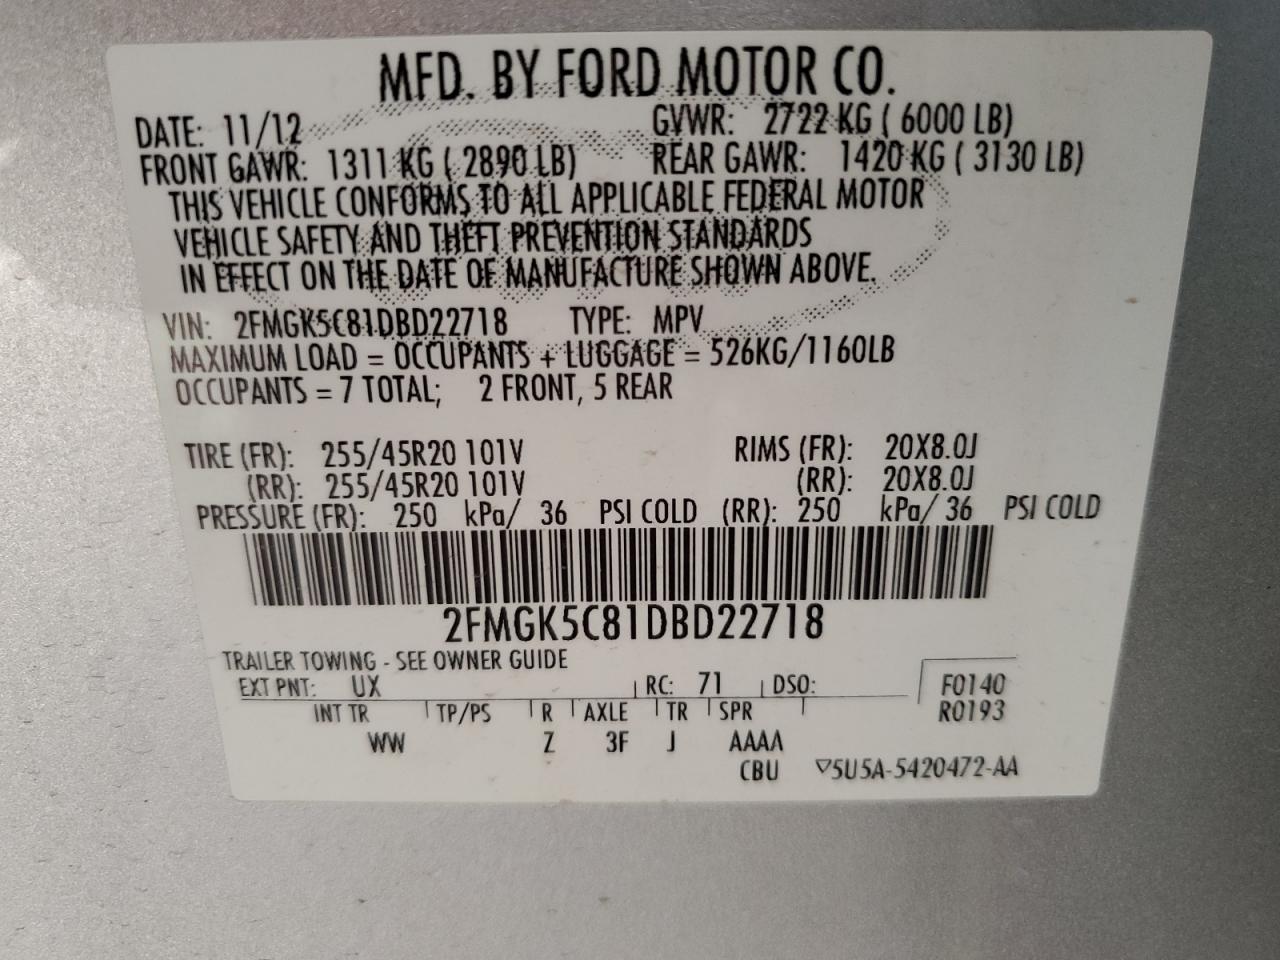 MFD. BY FORD MOTOR CO.
DATE: 11/12 GVWR: 2722 KG ( 6000 LB)
FRONT GAWR: 1311 KG ( 2890 LB) REAR GAWR: 1420 KG ( 3130 LB)
THIS VEHICLE CONFORMS TO ALL APPLICABLE FEDERAL MOTOR
VEHICLE SAFETY AND THEFT PREVENTION STANDARDS
IN EFFECT ON THE DATE OF MANUFACTURE SHOWN ABOVE.
VIN: 2FMGK5C81DBD22718 TYPE: MPV
MAXIMUM LOAD = OCCUPANTS + LUGGAGE = 526KG/1160LB
OCCUPANTS = 7 TOTAL; 2 FRONT, 5 REAR
TIRE (FR): 255/45R20 101V RIMS (FR): 20X8.0J
(RR): 255/45R20 101V (RR): 20X8.0J
PRESSURE (FR): 250 kPa/ 36 PSI COLD (RR): 250 kPa/ 36 PSI COLD
2FMGK5C81DBD22718
TRAILER TOWING - SEE OWNER GUIDE
EXT PNT: UX RC: 71 DSO: F0140
INT TR TP/PS R AXLE TR SPR R0193
WW Z 3F J AAAA
CBU ▽5U5A-5420472-AA